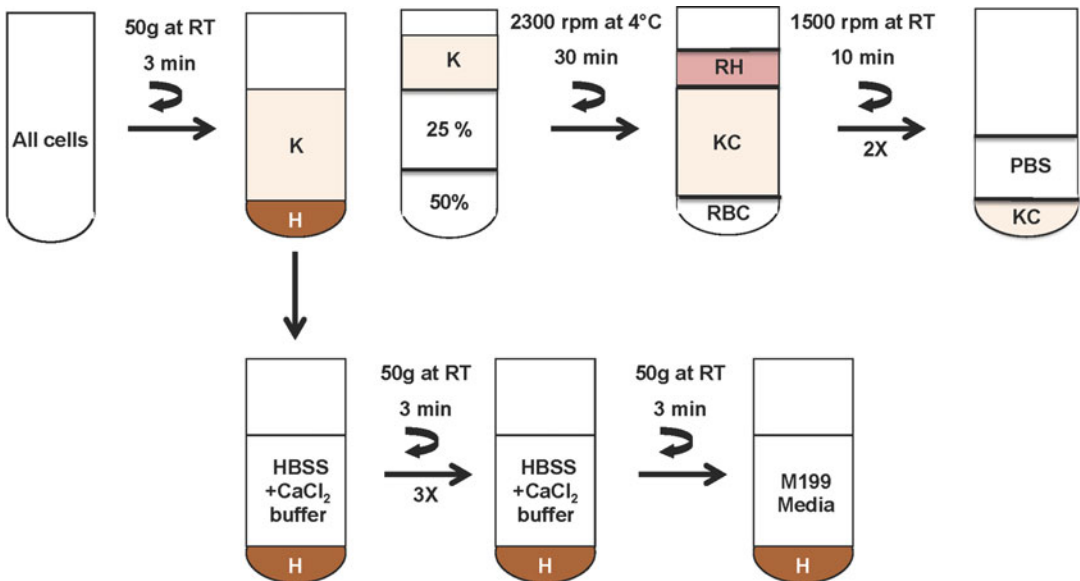 50g at RT
3 min
All cells
K
H
K
25 %
50%
2300 rpm at 4°C
30 min
RH
KC
RBC
1500 rpm at RT
10 min
2X
PBS
KC
HBSS
+CaCl₂
buffer
H
50g at RT
3 min
3X
HBSS
+CaCl₂
buffer
H
50g at RT
3 min
M199
Media
H